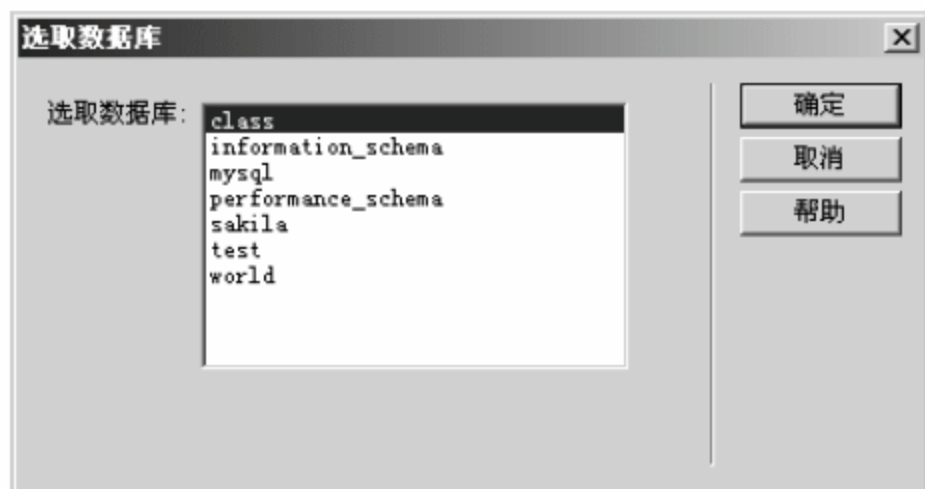 选取数据库
选取数据库:
class
information_schema
mysql
performance_schema
sakila
test
world
确定
取消
帮助